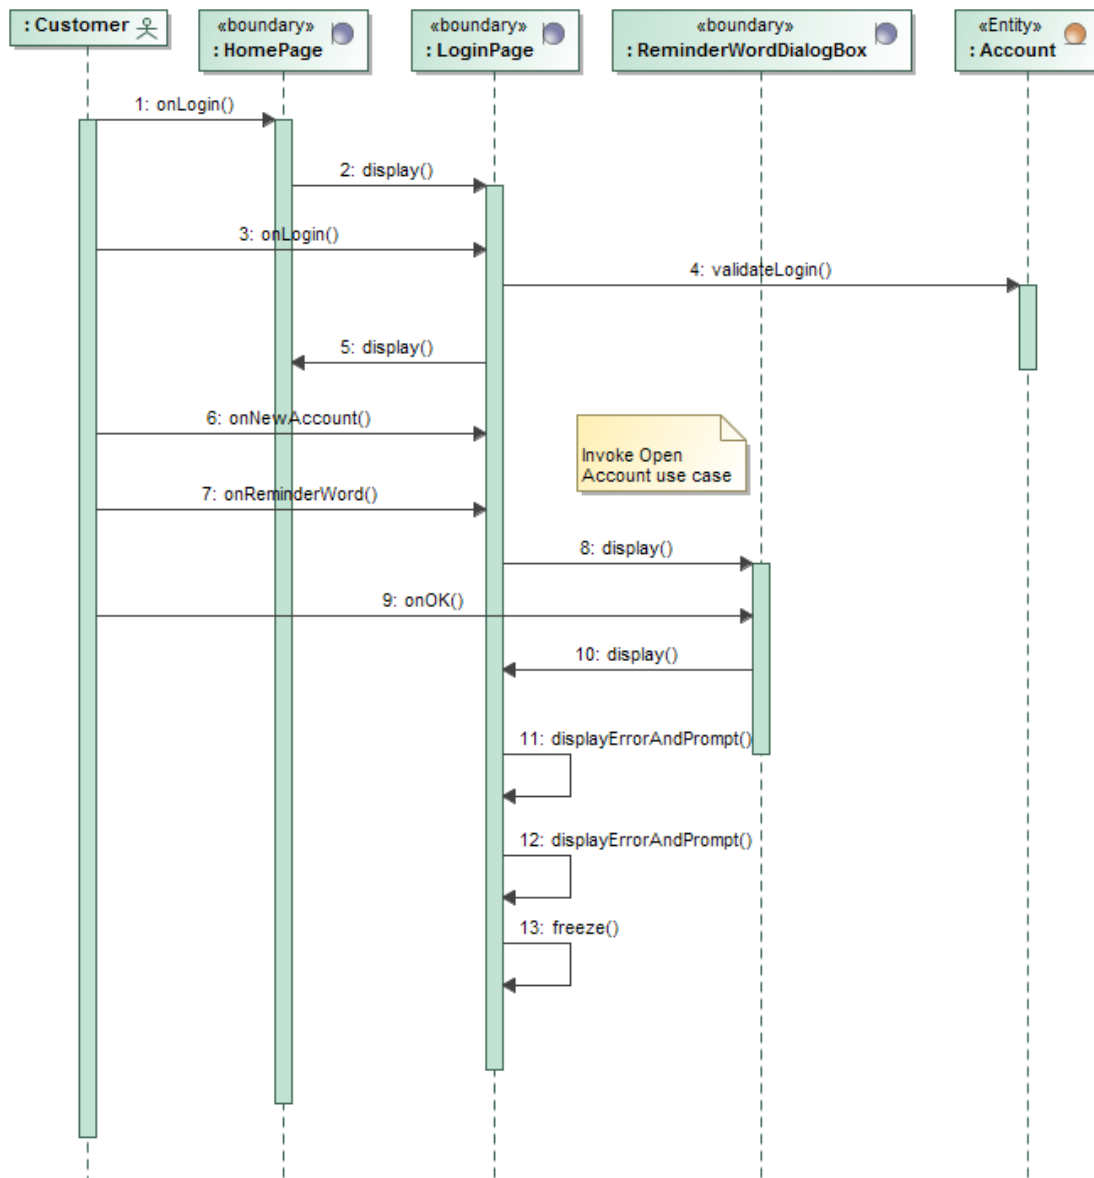 : Customer
«boundary»
: HomePage
«boundary»
: LoginPage
«boundary»
: ReminderWordDialogBox
«Entity»
: Account
1: onLogin()
2: display()
3: onLogin()
4: validateLogin()
5: display()
6: onNewAccount()
Invoke Open
Account use case
7: onReminderWord()
8: display()
9: onOK()
10: display()
11: displayErrorAndPrompt()
12: displayErrorAndPrompt()
13: freeze()